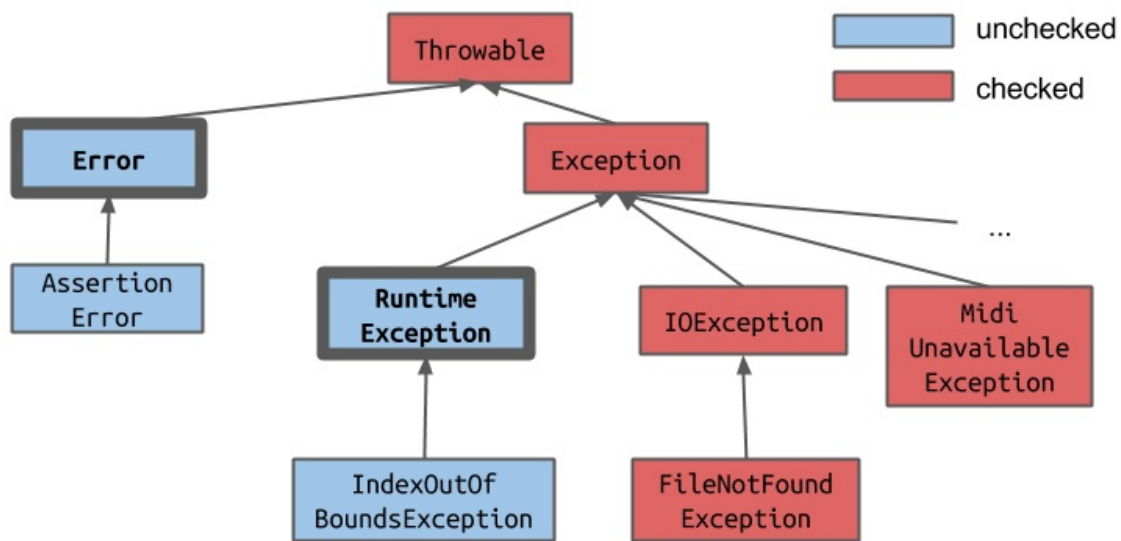 Throwable
unchecked
checked
Error
Exception
...
Assertion
Error
Runtime
Exception
IOException
Midi
Unavailable
Exception
IndexOutOf
BoundsException
FileNotFound
Exception